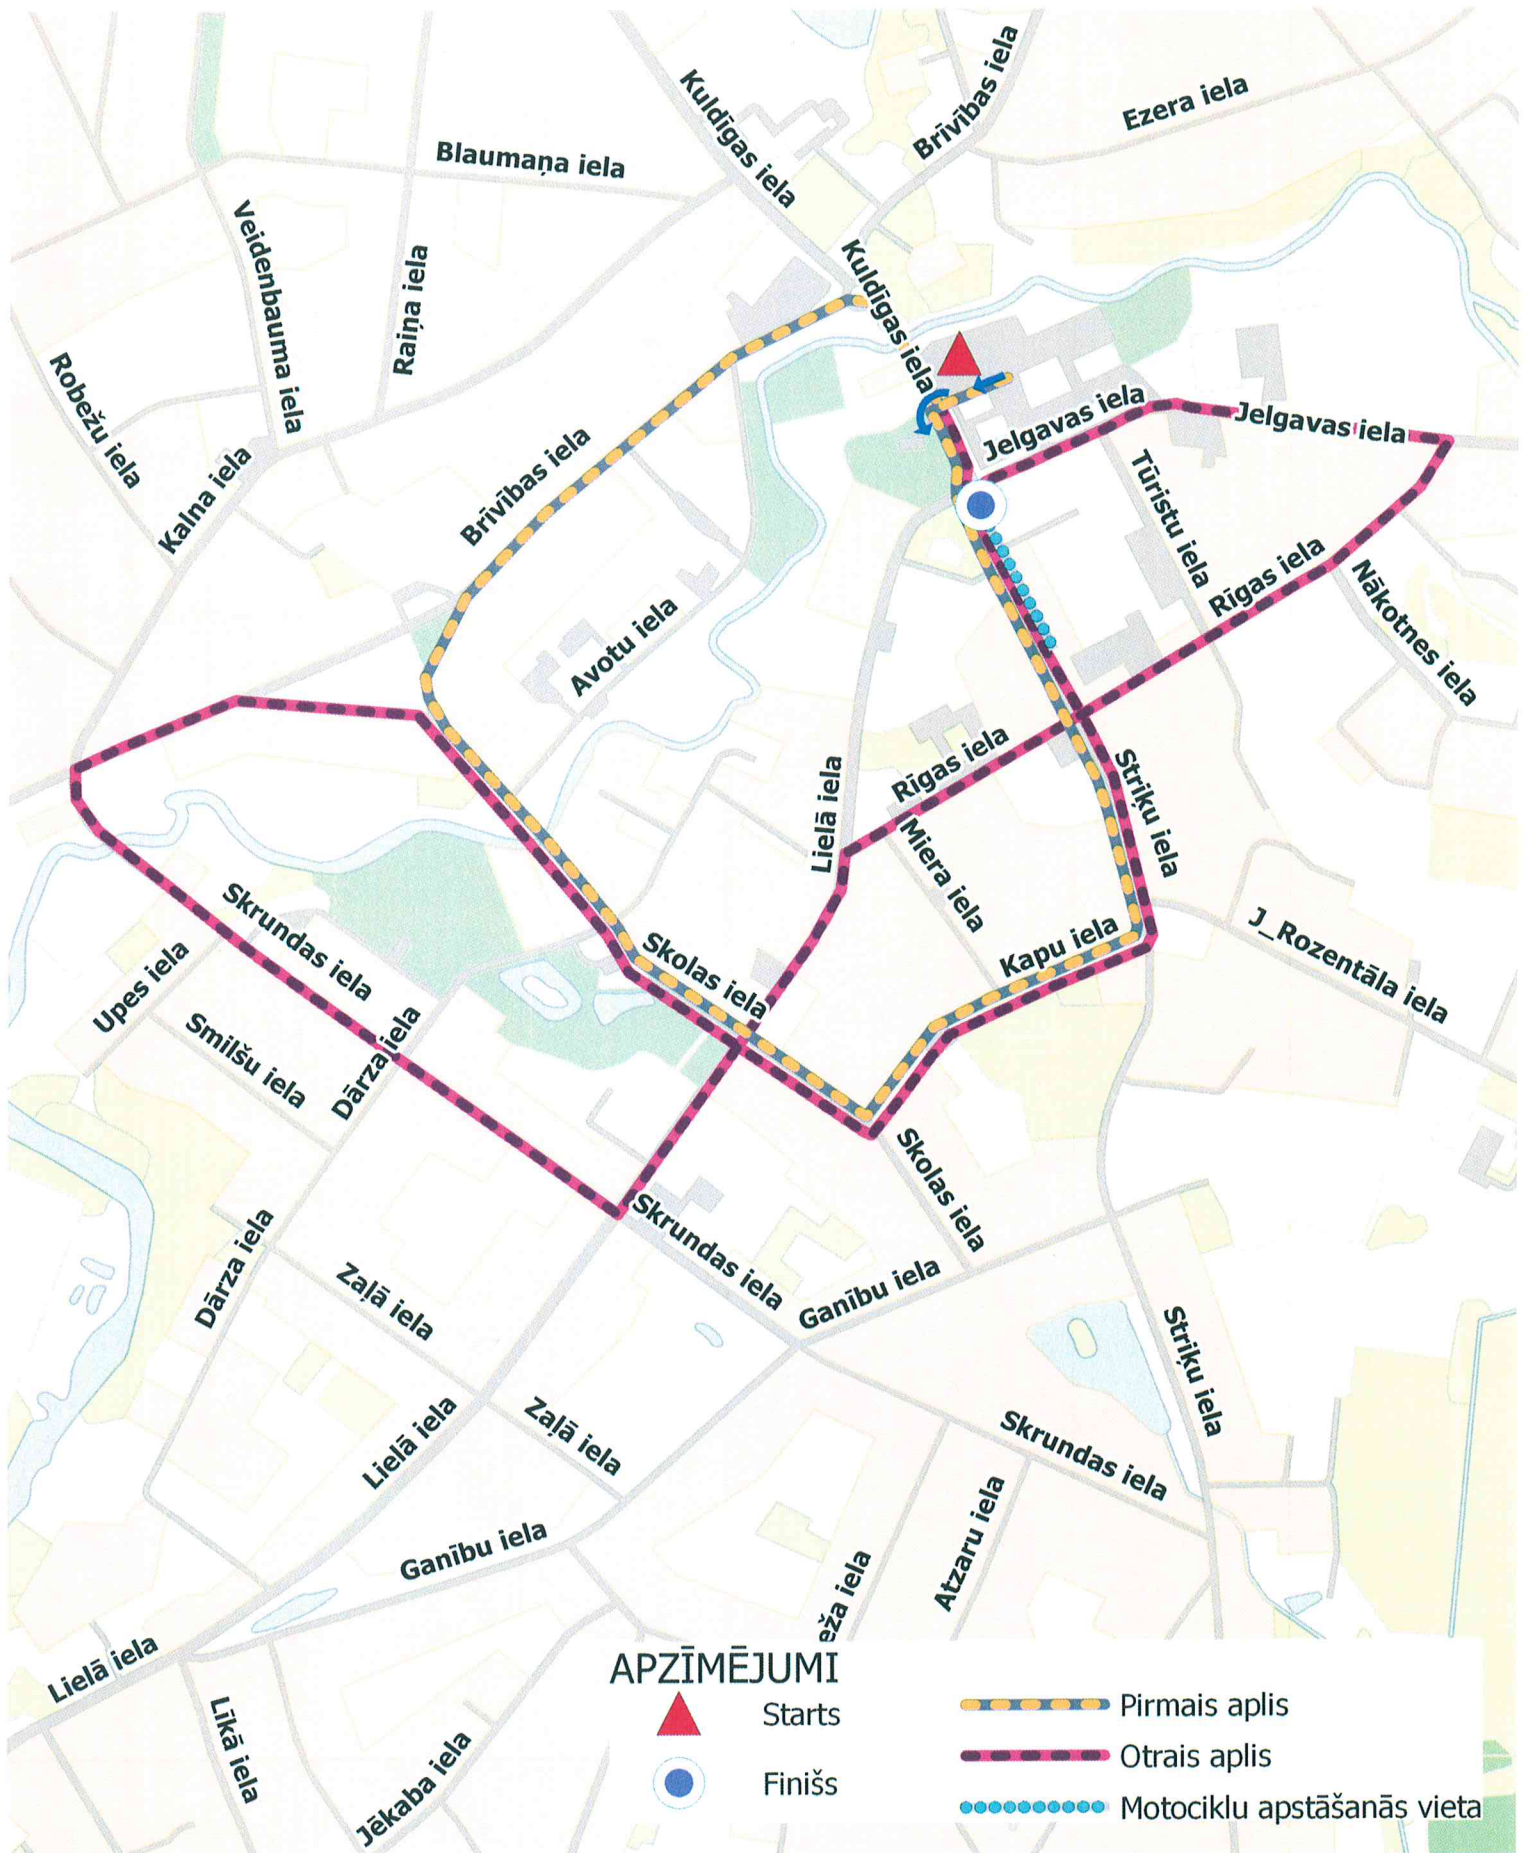 Kuldīgas iela
Brīvības iela
Ezera iela
Blaumaņa iela
Veidenbauma iela
Raiņa iela
Kuldīgas iela
Robežu iela
Kalna iela
Brīvības iela
Jelgavas iela
Jelgavas iela
Tūristu iela
Rīgas iela
Nākotnes iela
Avotu iela
Rīgas iela
Lielā iela
Striķu iela
Miera iela
Skrundas iela
Upes iela
Skolas iela
Kapu iela
J_Rozentāla iela
Smilšu iela
Dārza iela
Skolas iela
Skrundas iela
Dārza iela
Zaļā iela
Ganību iela
Striķu iela
Lielā iela
Zaļā iela
Skrundas iela
Ganību iela
Atzaru iela
eža iela
Lielā iela
Līkā iela
Jēkaba iela
APZĪMĒJUMI
Starts
Finišs
Pirmais aplis
Otrais aplis
Motociklu apstāšanās vieta